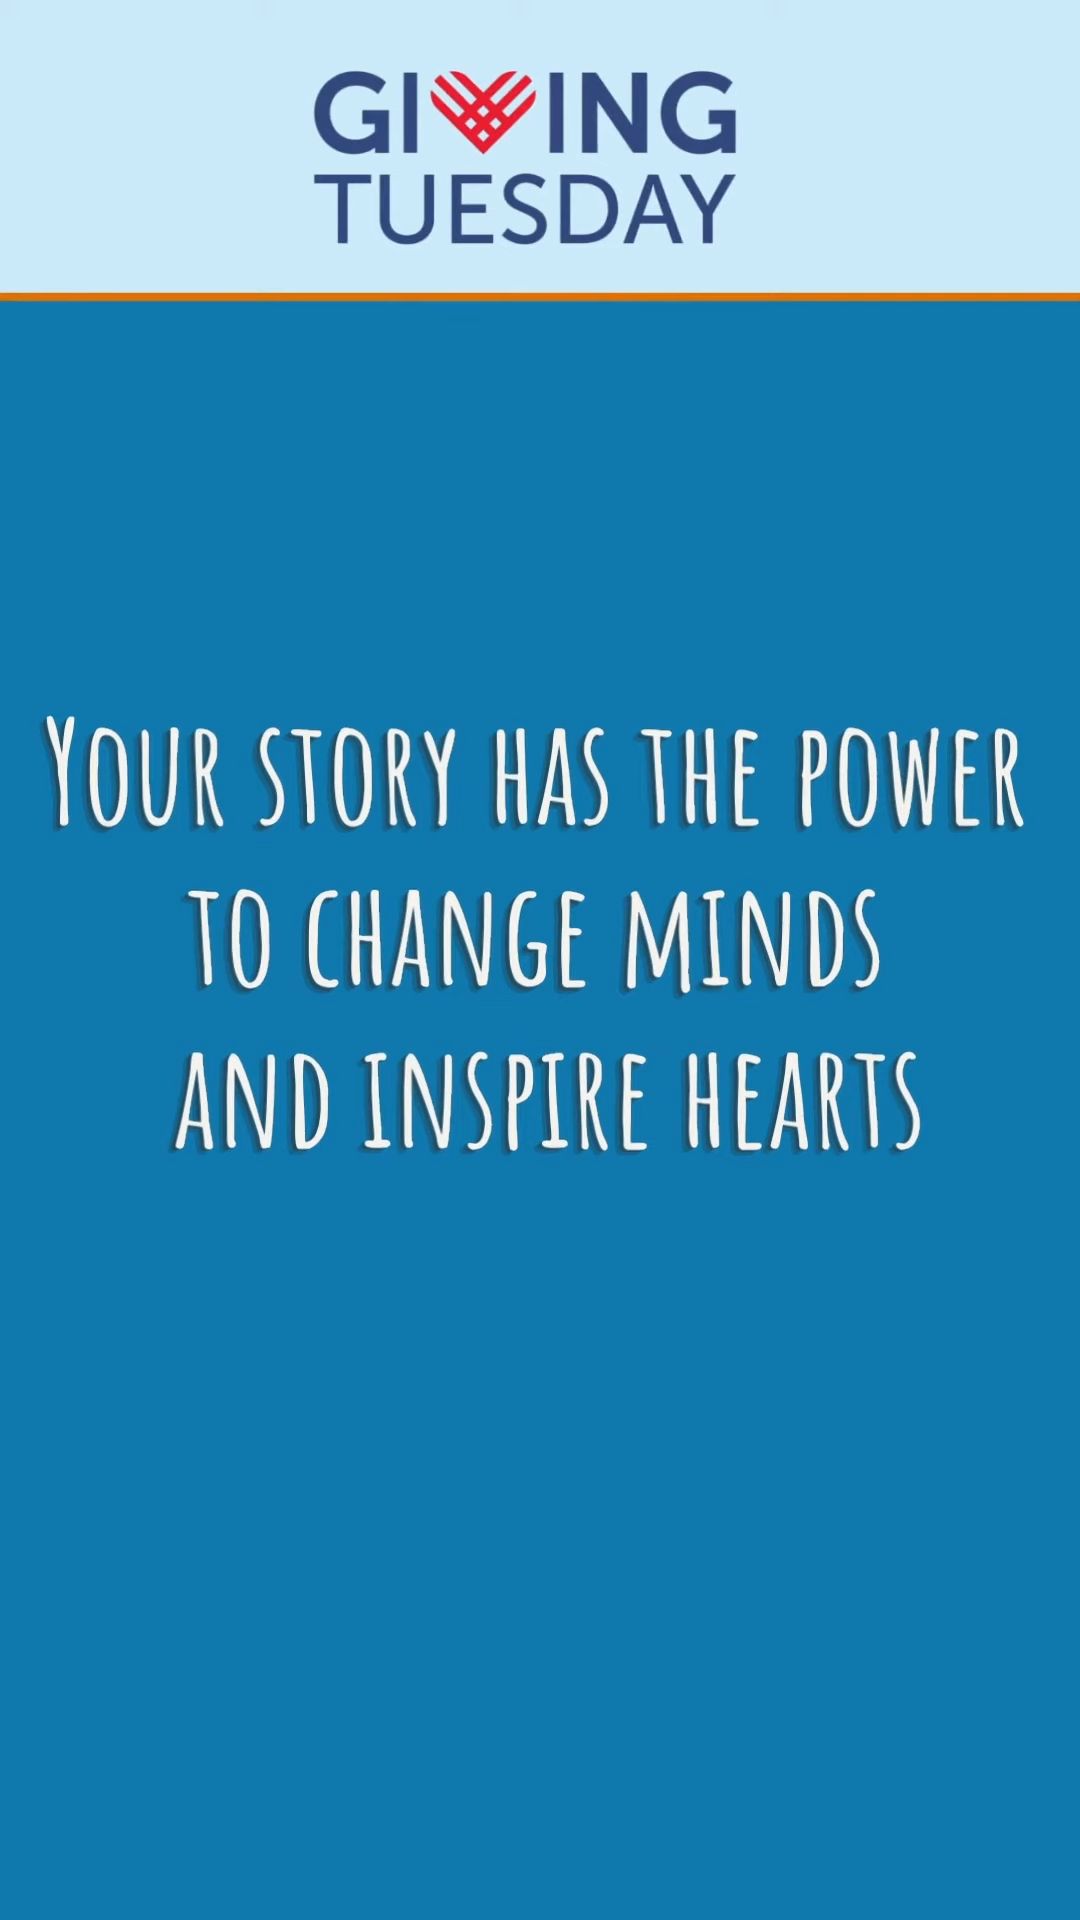 GIVING
TUESDAY
YOUR STORY HAS THE POWER
TO CHANGE MINDS
AND INSPIRE HEARTS